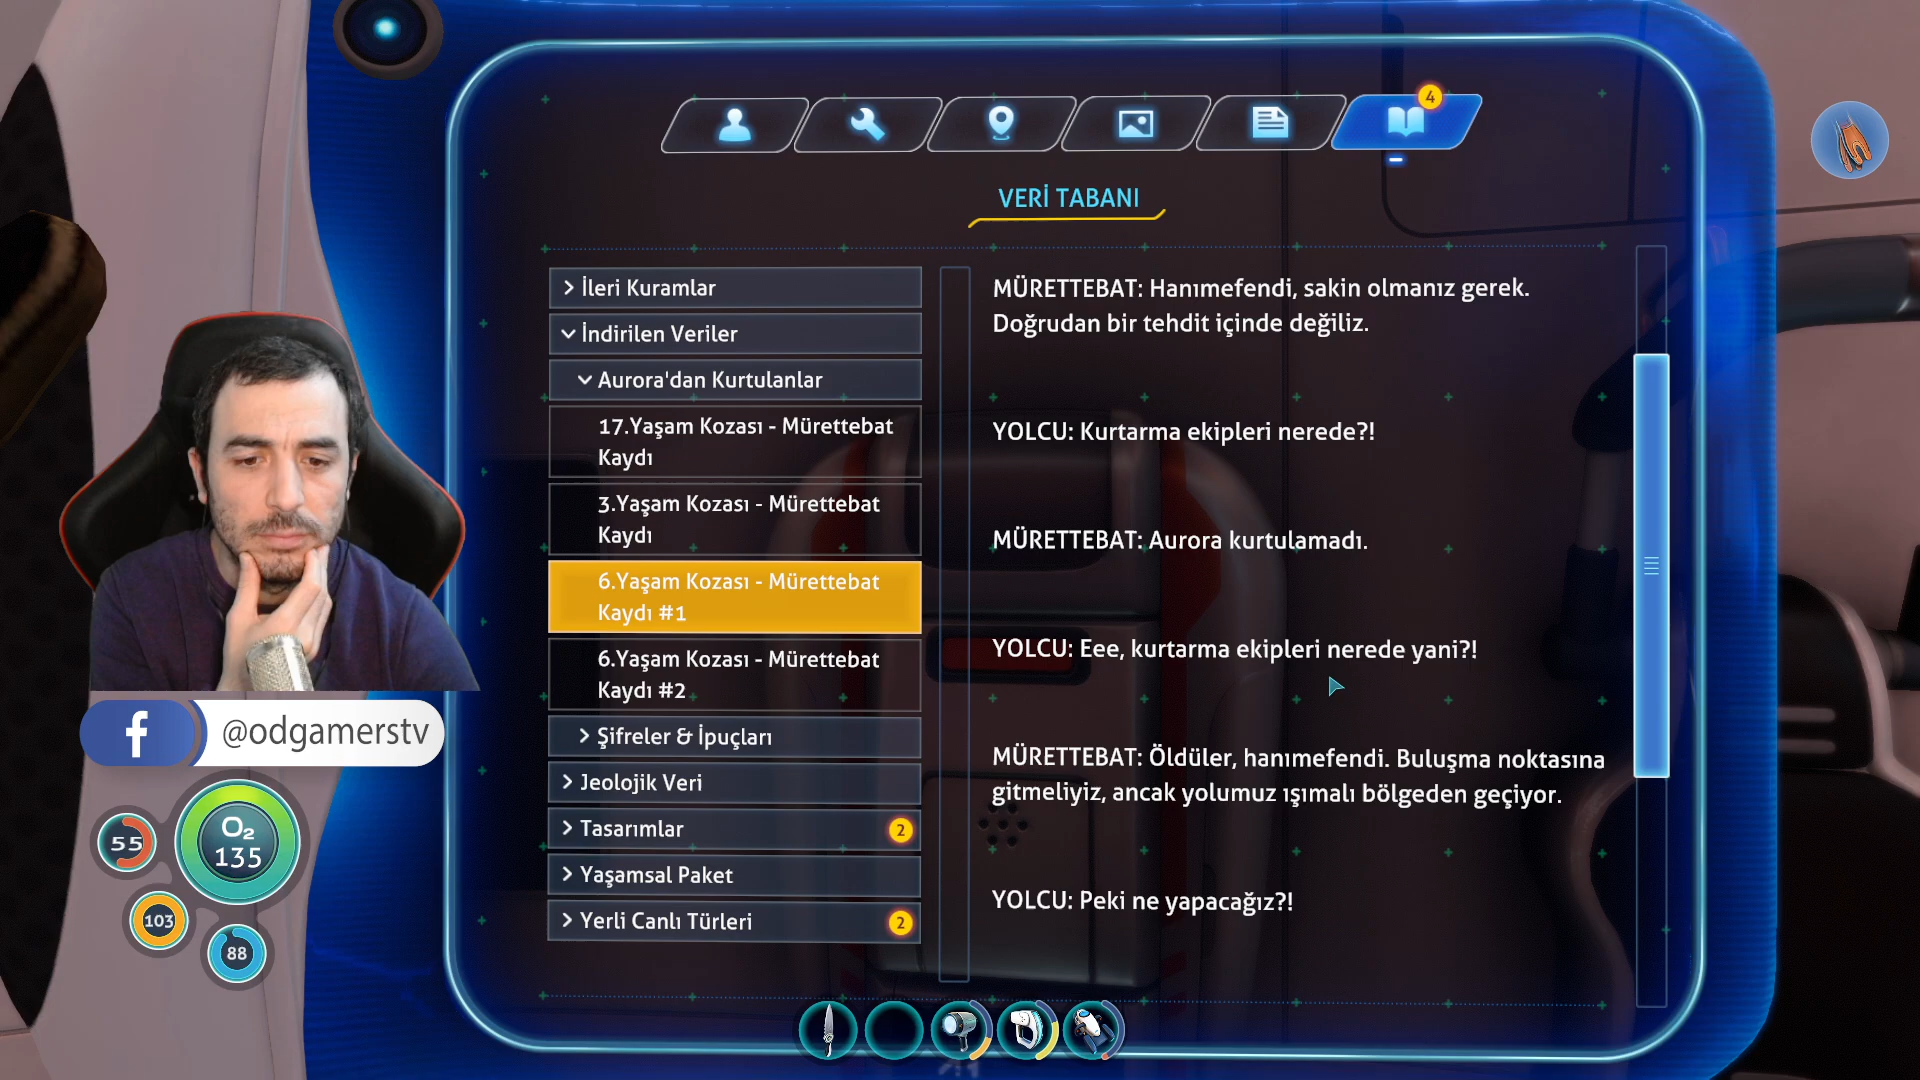 4
VERİ TABANI
İleri Kuramlar
İndirilen Veriler
Aurora'dan Kurtulanlar
17.Yaşam Kozası - Mürettebat
Kaydı
3.Yaşam Kozası - Mürettebat
Kaydı
6.Yaşam Kozası - Mürettebat
Kaydı #1
6.Yaşam Kozası - Mürettebat
Kaydı #2
Şifreler & İpuçları
Jeolojik Veri
Tasarımlar
2
Yaşamsal Paket
Yerli Canlı Türleri
2
MÜRETTEBAT: Hanımefendi, sakin olmanız gerek.
Doğrudan bir tehdit içinde değiliz.
YOLCU: Kurtarma ekipleri nerede?!
MÜRETTEBAT: Aurora kurtulamadı.
YOLCU: Eee, kurtarma ekipleri nerede yani?!
MÜRETTEBAT: Öldüler, hanımefendi. Buluşma noktasına
gitmeliyiz, ancak yolumuz ışımalı bölgeden geçiyor.
YOLCU: Peki ne yapacağız?!
f
@odgamerstv
55
O₂
135
103
88